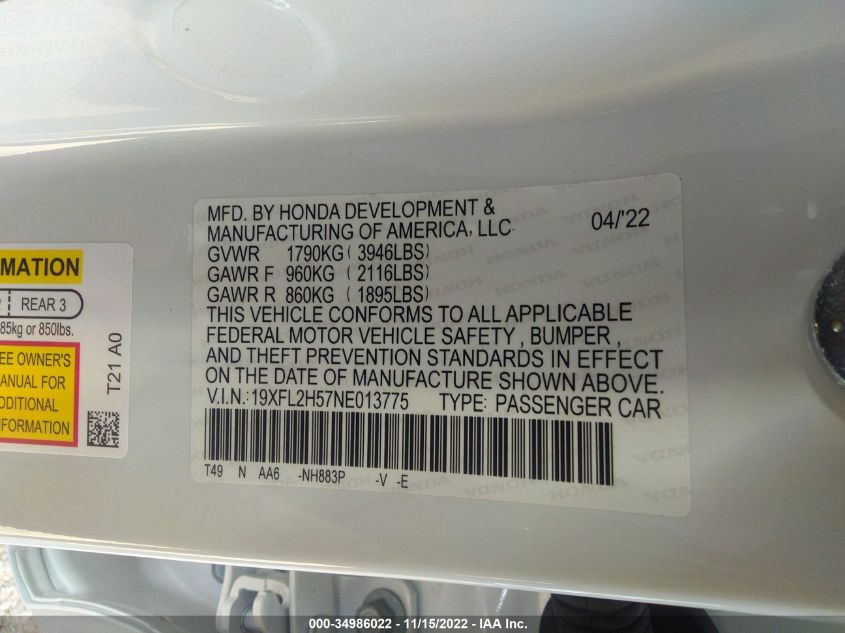 MFD. BY HONDA DEVELOPMENT &
MANUFACTURING OF AMERICA, LLC. 04/'22
GVWR 1790KG ( 3946LBS)
GAWR F 960KG ( 2116LBS)
GAWR R 860KG ( 1895LBS)
THIS VEHICLE CONFORMS TO ALL APPLICABLE
FEDERAL MOTOR VEHICLE SAFETY , BUMPER ,
AND THEFT PREVENTION STANDARDS IN EFFECT
ON THE DATE OF MANUFACTURE SHOWN ABOVE.
V.I.N.:19XFL2H57NE013775 TYPE: PASSENGER CAR
T49 N AA6 -NH883P -V -E
MATION
REAR 3
85kg or 850lbs.
EE OWNER'S
ANUAL FOR
DDITIONAL
NFORMATION
T21 A0
000-34986022 - 11/15/2022 - IAA Inc.